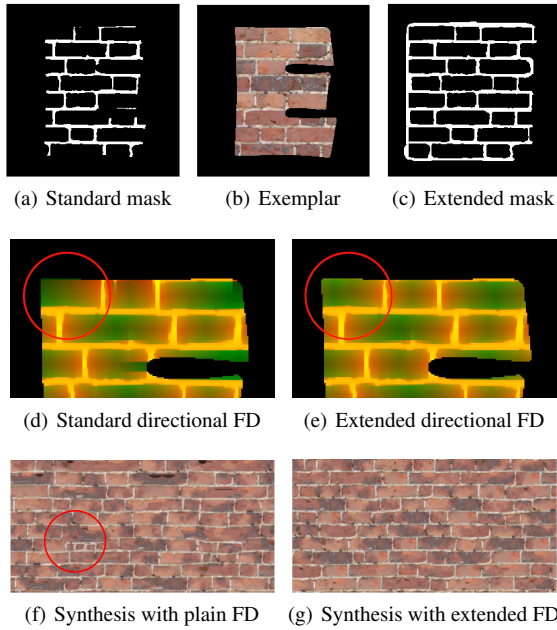 (a) Standard mask
(b) Exemplar
(c) Extended mask
(d) Standard directional FD
(e) Extended directional FD
(f) Synthesis with plain FD
(g) Synthesis with extended FD